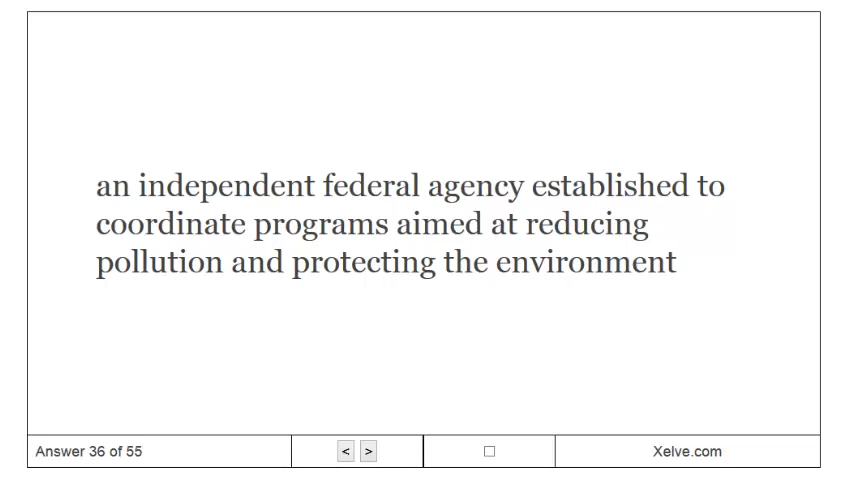 an independent federal agency established to
coordinate programs aimed at reducing
pollution and protecting the environment
Answer 36 of 55
< >
Xelve.com